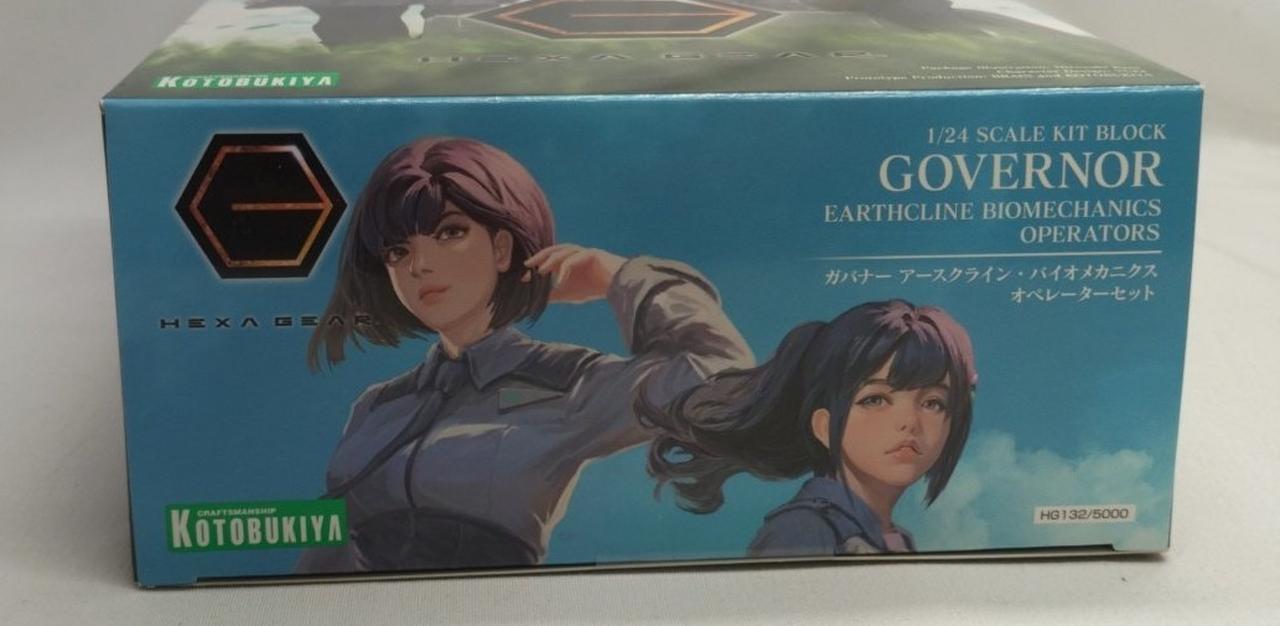 HEXA GEAR
KOTOBUKIYA
1/24 SCALE KIT BLOCK
GOVERNOR
EARTHCLINE BIOMECHANICS
OPERATORS
ガバナー アースクライン・バイオメカニクス
オペレーターセット
HEXA GEAR
CRAFTSMANSHIP
KOTOBUKIYA
HG132/5000